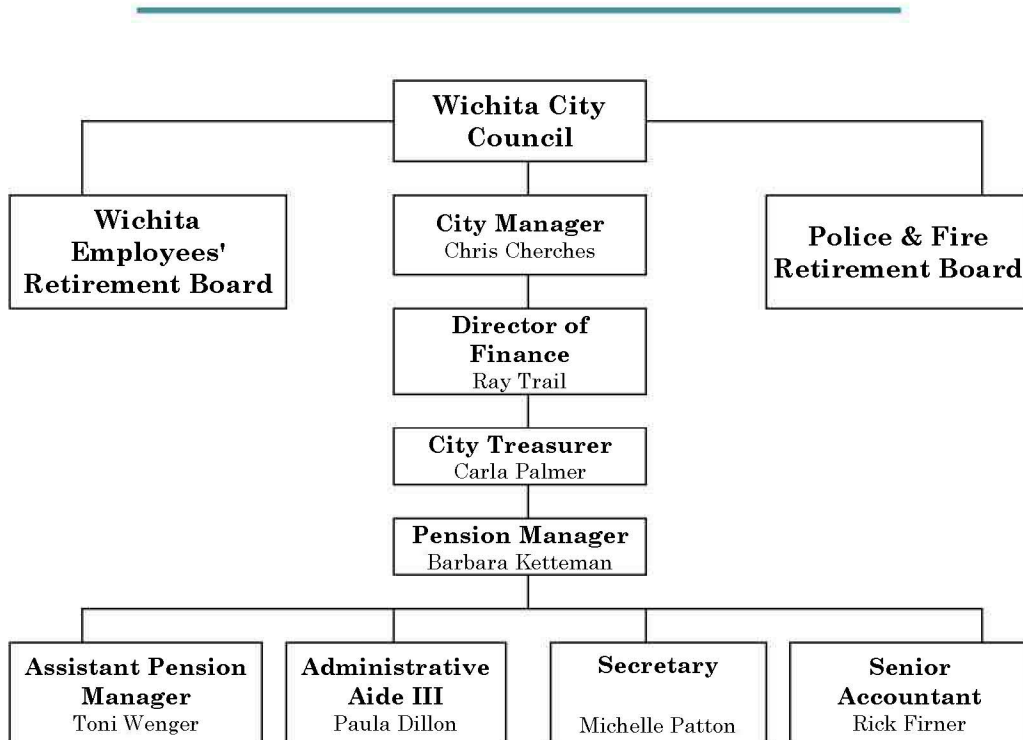 Wichita City
Council
Wichita
Employees'
Retirement Board
City Manager
Chris Cherches
Police & Fire
Retirement Board
Director of
Finance
Ray Trail
City Treasurer
Carla Palmer
Pension Manager
Barbara Ketteman
Assistant Pension
Manager
Toni Wenger
Administrative
Aide III
Paula Dillon
Secretary
Michelle Patton
Senior
Accountant
Rick Firner